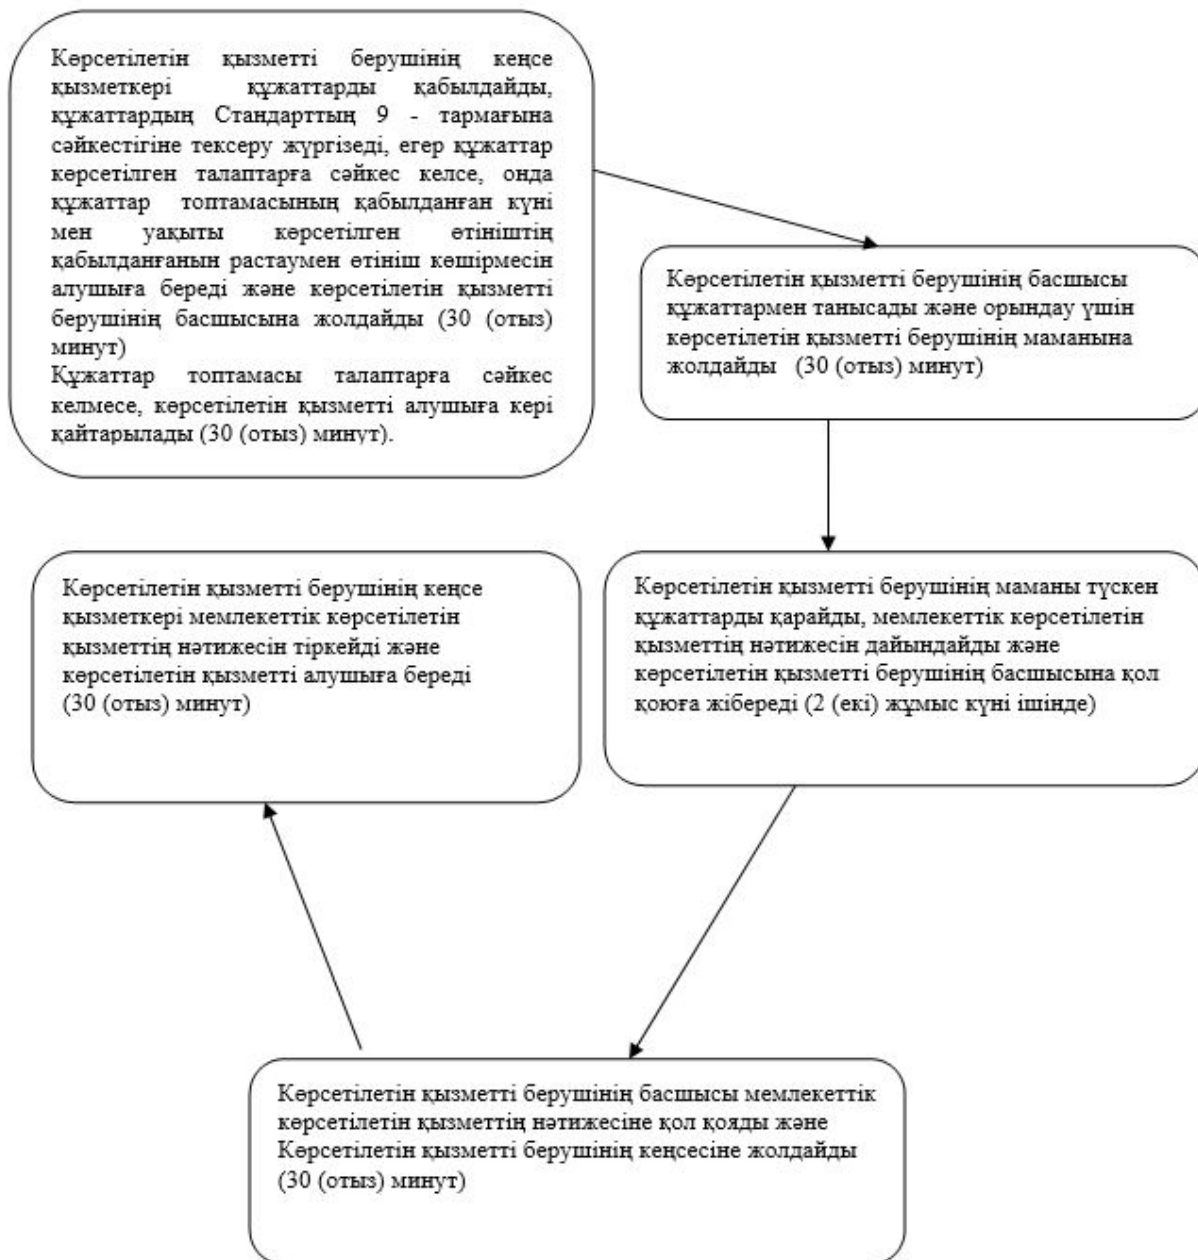 Көрсетілетін қызметті берушінің кеңсе
қызметкері құжаттарды қабылдайды,
құжаттардың Стандарттың 9 - тармағына
сәйкестігіне тексеру жүргізеді, егер құжаттар
көрсетілген талаптарға сәйкес келсе, онда
құжаттар топтамасының қабылданған күні
мен уақыты көрсетілген өтініштің
қабылданғанын растаумен өтініш көшірмесін
алушыға береді және көрсетілетін қызметті
берушінің басшысына жолдайды (30 (отыз)
минут)
Құжаттар топтамасы талаптарға сәйкес
келмесе, көрсетілетін қызметті алушыға кері
қайтарылады (30 (отыз) минут).
Көрсетілетін қызметті берушінің басшысы
құжаттармен танысады және орындау үшін
көрсетілетін қызметті берушінің маманына
жолдайды (30 (отыз) минут)
Көрсетілетін қызметті берушінің маманы түскен
құжаттарды қарайды, мемлекеттік көрсетілетін
қызметтің нәтижесін дайындайды және
көрсетілетін қызметті берушінің басшысына қол
қоюға жібереді (2 (екі) жұмыс күні ішінде)
Көрсетілетін қызметті берушінің басшысы мемлекеттік
көрсетілетін қызметтің нәтижесіне қол қояды және
Көрсетілетін қызметті берушінің кеңсесіне жолдайды
(30 (отыз) минут)
Көрсетілетін қызметті берушінің кеңсе
қызметкері мемлекеттік көрсетілетін
қызметтің нәтижесін тіркейді және
көрсетілетін қызметті алушыға береді
(30 (отыз) минут)